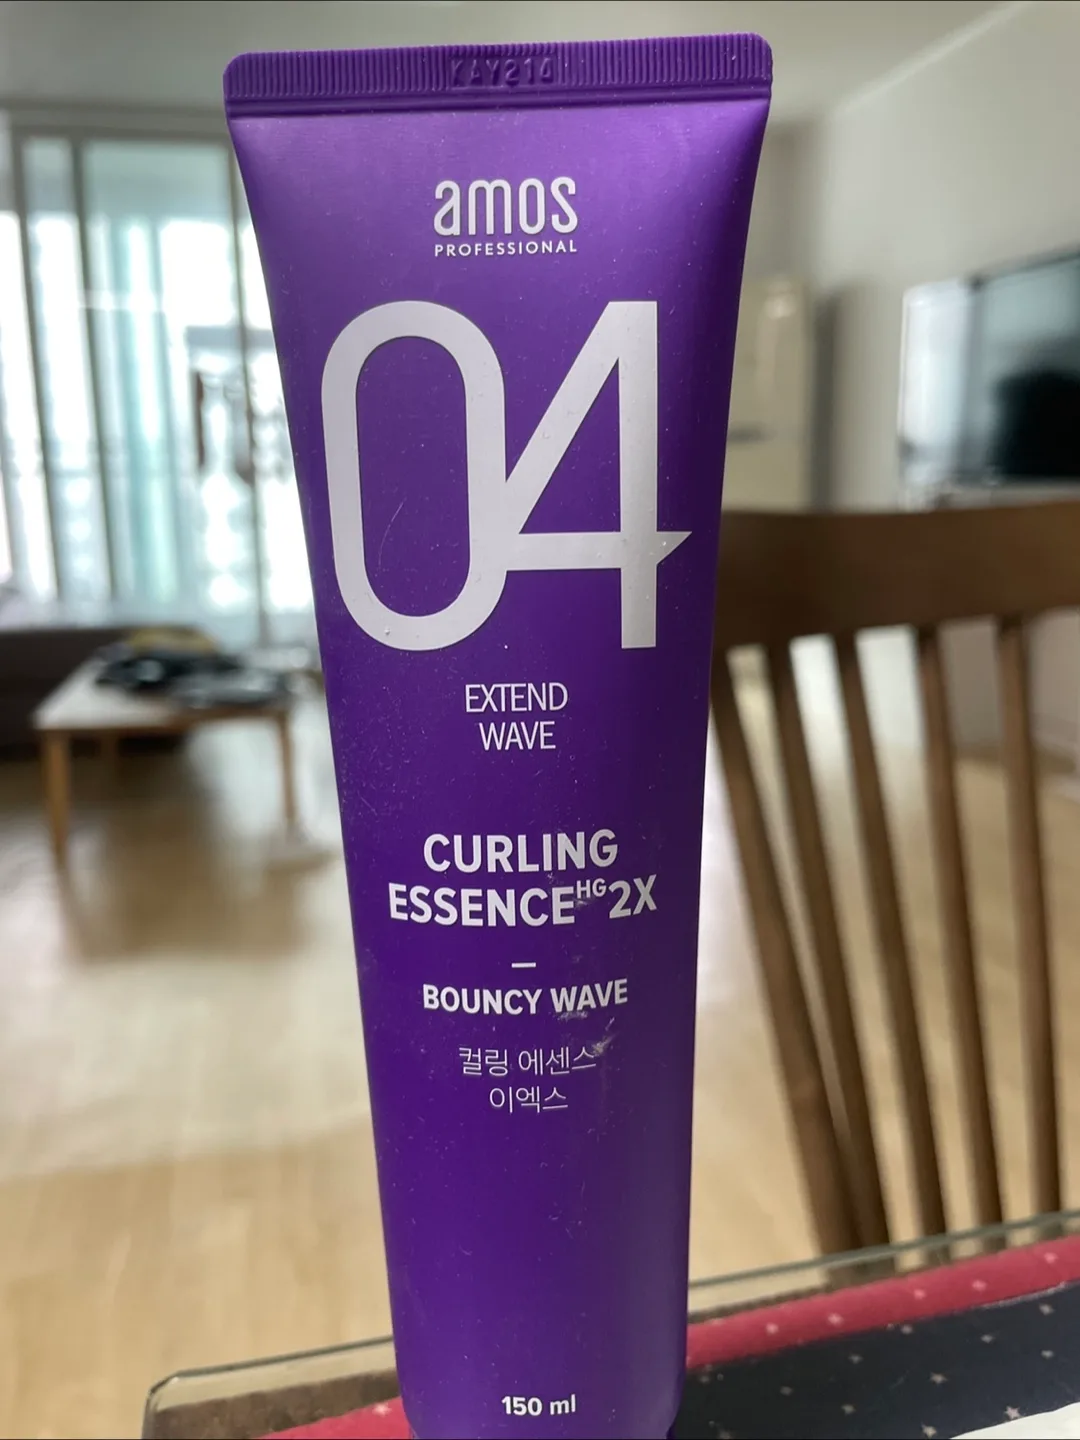 amos
PROFESSIONAL
04
EXTEND
WAVE
CURLING
ESSENCE HG 2X
BOUNCY WAVE
컬링 에센스
이엑스
150 ml